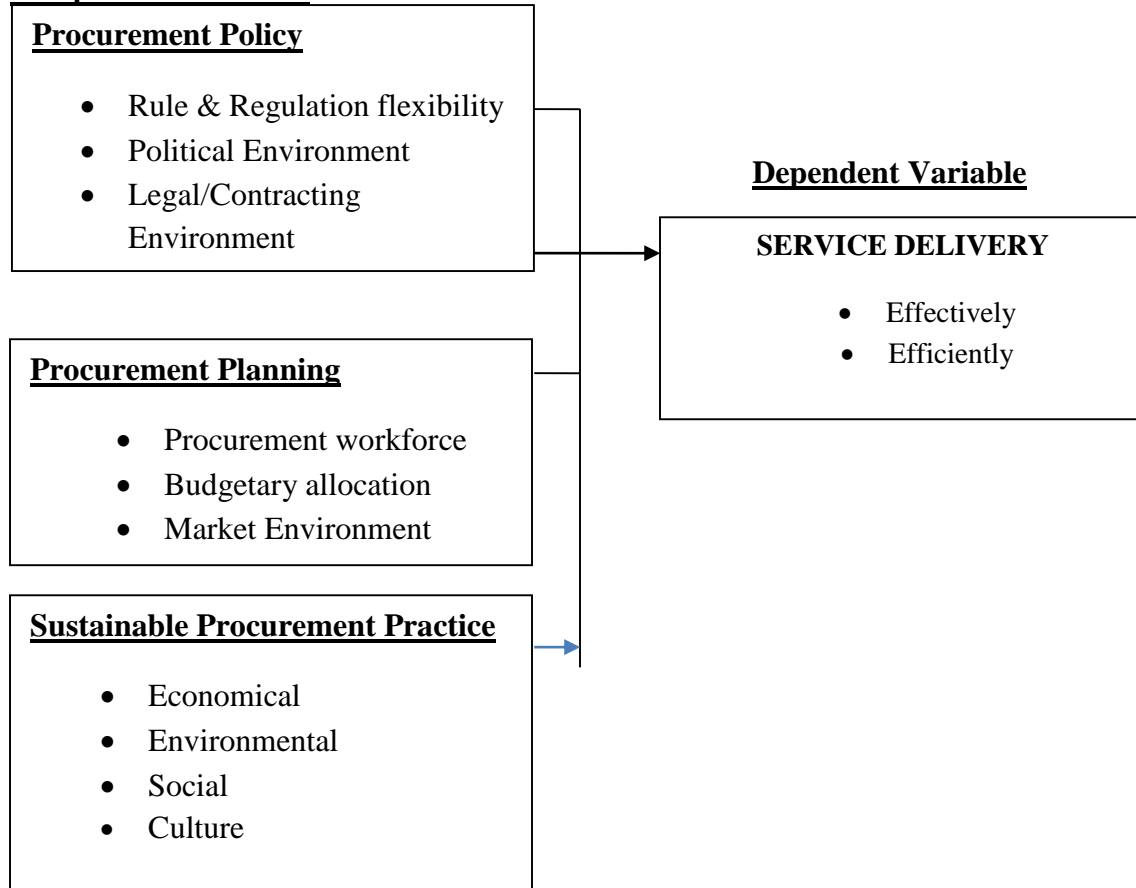 Procurement Policy
• Rule & Regulation flexibility
• Political Environment
• Legal/Contracting
Environment
Procurement Planning
• Procurement workforce
• Budgetary allocation
• Market Environment
Sustainable Procurement Practice
• Economical
• Environmental
• Social
• Culture
Dependent Variable
SERVICE DELIVERY
• Effectively
• Efficiently